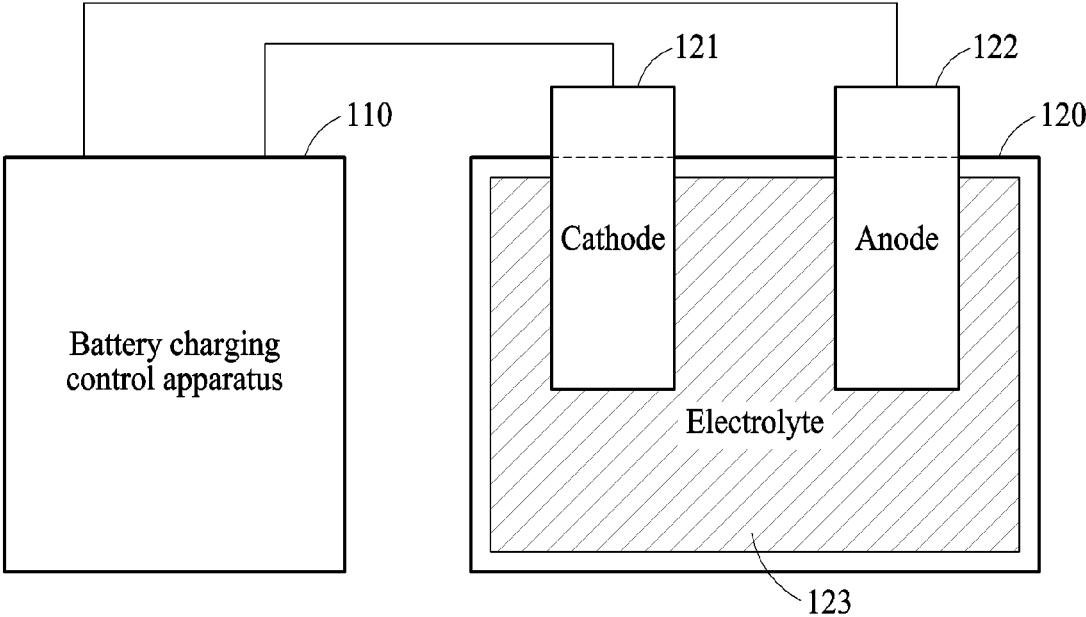 121
122
110
120
Cathode
Anode
Battery charging
control apparatus
Electrolyte
123